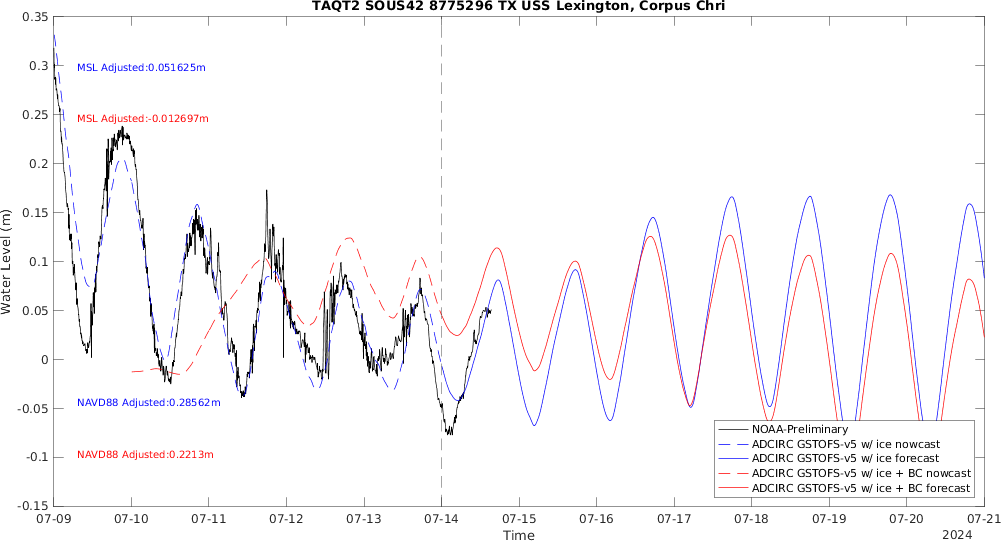 TAQT2 SOUS42 8775296 TX USS Lexington, Corpus Chri
0.35
0.3
0.25
0.2
0.15
0.1
0.05
0
-0.05
-0.1
-0.15
Water Level (m)
MSL Adjusted:0.051625m
MSL Adjusted:-0.012697m
NAVD88 Adjusted:0.28562m
NAVD88 Adjusted:0.2213m
NOAA-Preliminary
ADCIRC GSTOFS-v5 w/ ice nowcast
ADCIRC GSTOFS-v5 w/ ice forecast
ADCIRC GSTOFS-v5 w/ ice + BC nowcast
ADCIRC GSTOFS-v5 w/ ice + BC forecast
07-09 07-10 07-11 07-12 07-13 07-14 07-15 07-16 07-17 07-18 07-19 07-20 07-21
Time
2024